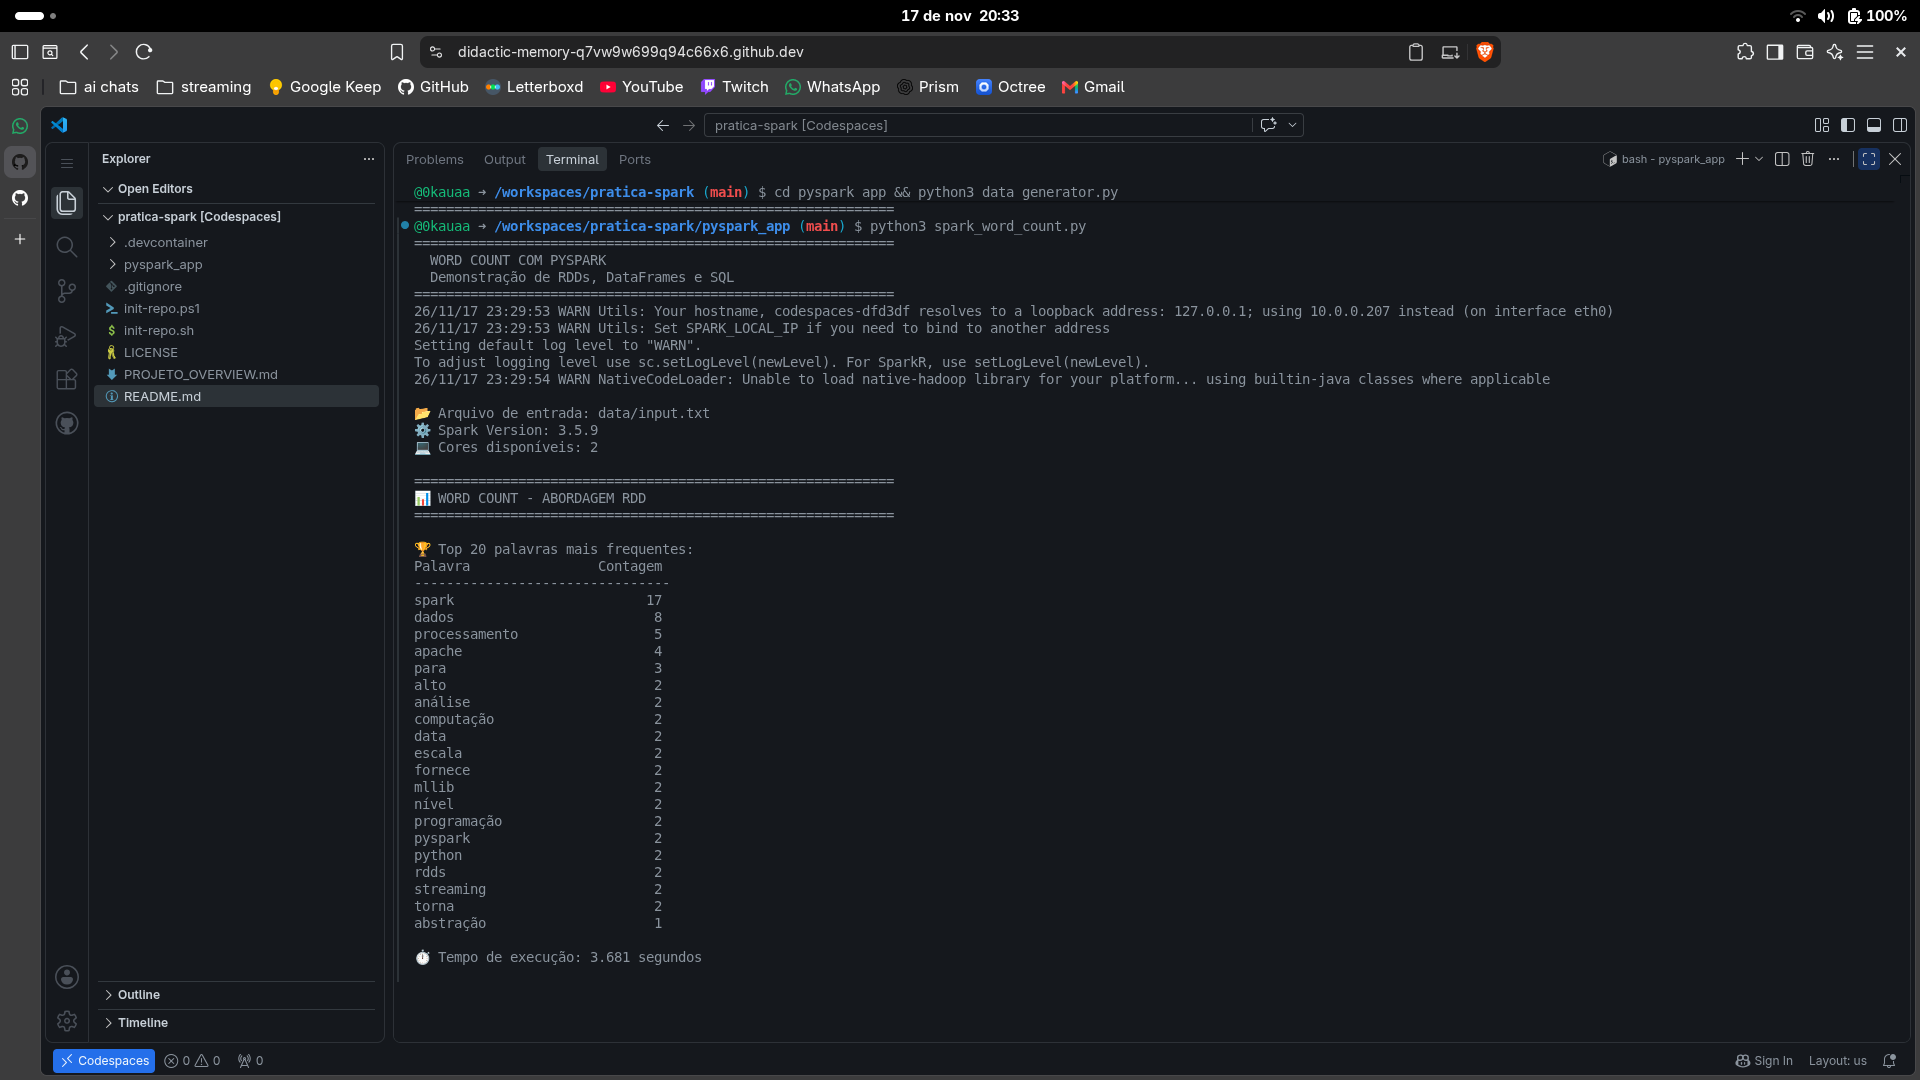 17 de nov 20:33
100%
didactic-memory-q7vw9w699q94c66x6.github.dev
ai chats
streaming
Google Keep
GitHub
Letterboxd
YouTube
Twitch
WhatsApp
Prism
Octree
Gmail
pratica-spark [Codespaces]
Explorer
Open Editors
pratica-spark [Codespaces]
.devcontainer
pyspark_app
.gitignore
init-repo.ps1
init-repo.sh
LICENSE
PROJETO_OVERVIEW.md
README.md
Outline
Timeline
Problems Output Terminal Ports
bash - pyspark_app
@0kauaa → /workspaces/pratica-spark (main) $ cd pyspark app && python3 data generator.py
============================================================
@0kauaa → /workspaces/pratica-spark/pyspark_app (main) $ python3 spark_word_count.py
============================================================
WORD COUNT COM PYSPARK
Demonstração de RDDs, DataFrames e SQL
============================================================
26/11/17 23:29:53 WARN Utils: Your hostname, codespaces-dfd3df resolves to a loopback address: 127.0.0.1; using 10.0.0.207 instead (on interface eth0)
26/11/17 23:29:53 WARN Utils: Set SPARK_LOCAL_IP if you need to bind to another address
Setting default log level to "WARN".
To adjust logging level use sc.setLogLevel(newLevel). For SparkR, use setLogLevel(newLevel).
26/11/17 23:29:54 WARN NativeCodeLoader: Unable to load native-hadoop library for your platform... using builtin-java classes where applicable
📂 Arquivo de entrada: data/input.txt
⚙️ Spark Version: 3.5.9
💻 Cores disponíveis: 2
============================================================
📊 WORD COUNT - ABORDAGEM RDD
============================================================
🏆 Top 20 palavras mais frequentes:
Palavra Contagem
--------------------------------
spark 17
dados 8
processamento 5
apache 4
para 3
alto 2
análise 2
computação 2
data 2
escala 2
fornece 2
mllib 2
nível 2
programação 2
pyspark 2
python 2
rdds 2
streaming 2
torna 2
abstração 1
⏱️ Tempo de execução: 3.681 segundos
Codespaces
0
0
0
Sign In
Layout: us